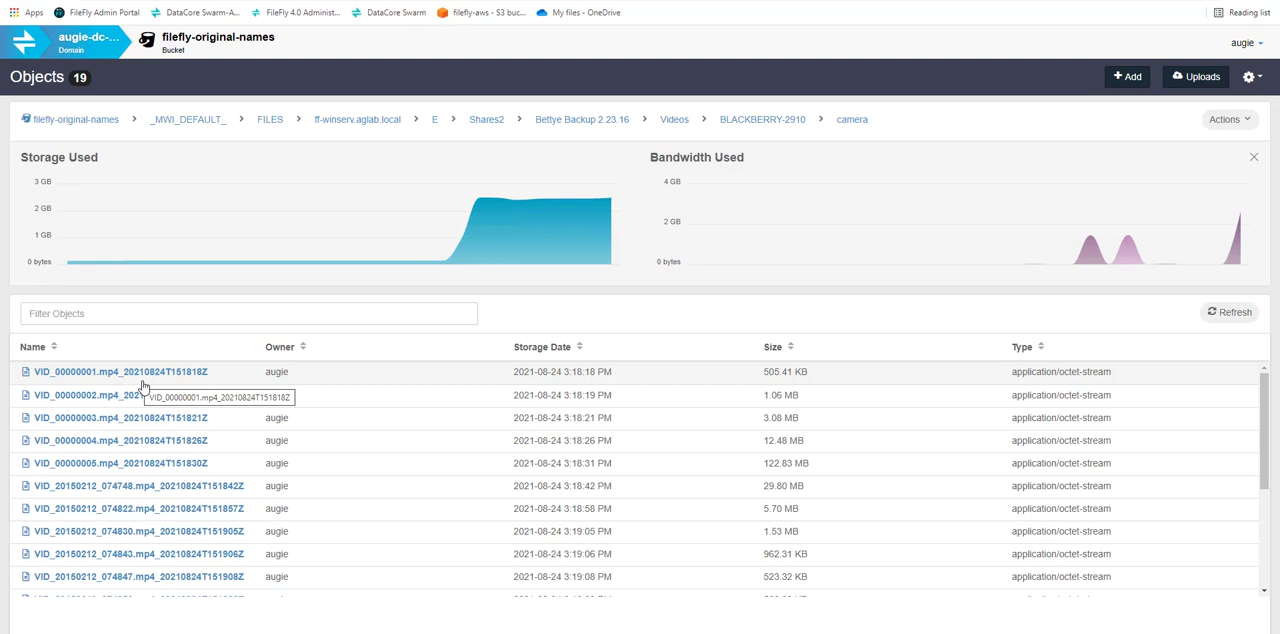 Apps FileFly Admin Portal DataCore Swarm-A... FileFly 4.0 Administ... DataCore Swarm filefly-aws - S3 buc... My files - OneDrive Reading list
augie-dc-...
Domain
filefly-original-names
Bucket
augie
Objects 19
+ Add Uploads
filefly-original-names > _MWI_DEFAULT_ > FILES > ff-winserv.aglab.local > E > Shares2 > Bettye Backup 2.23.16 > Videos > BLACKBERRY-2910 > camera Actions
Storage Used
3 GB
2 GB
1 GB
0 bytes
Bandwidth Used
4 GB
2 GB
0 bytes
Filter Objects Refresh
Name Owner Storage Date Size Type
VID_00000001.mp4_20210824T151818Z augie 2021-08-24 3:18:18 PM 505.41 KB application/octet-stream
VID_00000002.mp4_202 2021-08-24 3:18:19 PM 1.06 MB application/octet-stream
VID_00000001.mp4_20210824T151818Z
VID_00000003.mp4_20210824T151821Z augie 2021-08-24 3:18:21 PM 3.08 MB application/octet-stream
VID_00000004.mp4_20210824T151826Z augie 2021-08-24 3:18:26 PM 12.48 MB application/octet-stream
VID_00000005.mp4_20210824T151830Z augie 2021-08-24 3:18:31 PM 122.83 MB application/octet-stream
VID_20150212_074748.mp4_20210824T151842Z augie 2021-08-24 3:18:42 PM 29.80 MB application/octet-stream
VID_20150212_074822.mp4_20210824T151857Z augie 2021-08-24 3:18:58 PM 5.70 MB application/octet-stream
VID_20150212_074830.mp4_20210824T151905Z augie 2021-08-24 3:19:05 PM 1.53 MB application/octet-stream
VID_20150212_074843.mp4_20210824T151906Z augie 2021-08-24 3:19:06 PM 962.31 KB application/octet-stream
VID_20150212_074847.mp4_20210824T151908Z augie 2021-08-24 3:19:08 PM 523.32 KB application/octet-stream